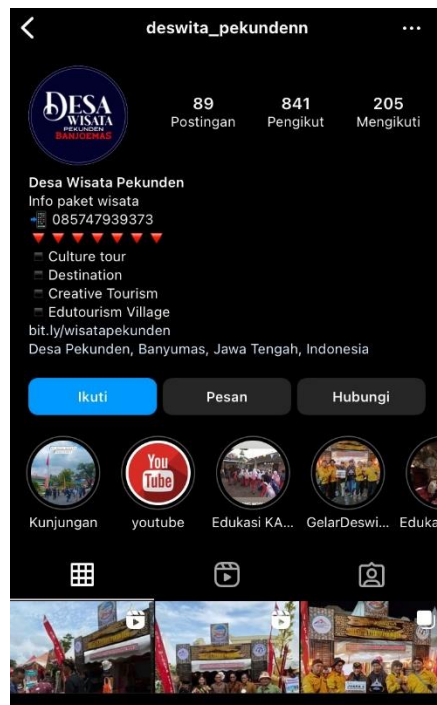 deswita_pekundenn
DESA
WISATA
PEKUNDEN
BANJOEMAS
89
841
205
Postingan
Pengikut
Mengikuti
Desa Wisata Pekunden
Info paket wisata
085747939373
Culture tour
Destination
Creative Tourism
Edutourism Village
bit.ly/wisatapekunden
Desa Pekunden, Banyumas, Jawa Tengah, Indonesia
Ikuti
Pesan
Hubungi
You
Tube
Kunjungan
youtube
Edukasi KA...
GelarDeswi...
Eduka